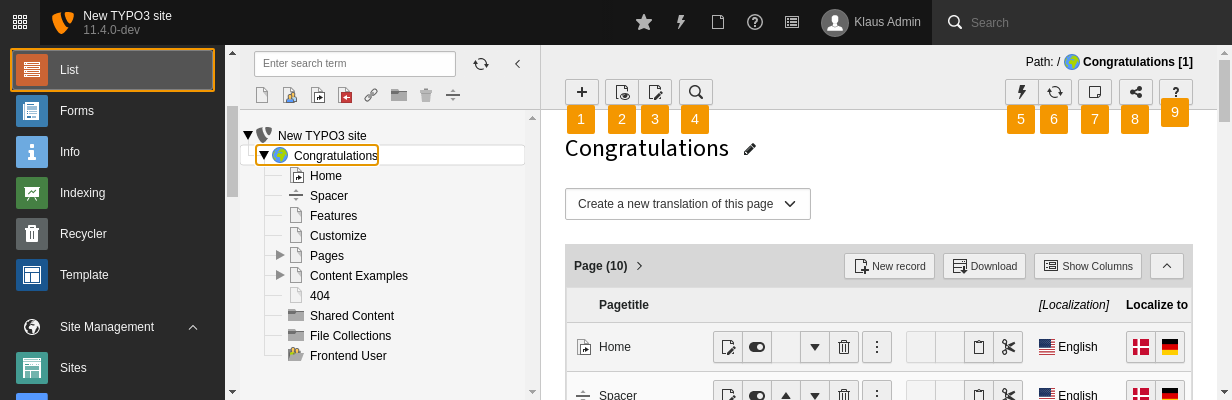 New TYPO3 site
11.4.0-dev
Klaus Admin
Search
List
Forms
Info
Indexing
Recycler
Template
Site Management
Sites
Enter search term
New TYPO3 site
Congratulations
Home
Spacer
Features
Customize
Pages
Content Examples
404
Shared Content
File Collections
Frontend User
Path: / Congratulations [1]
?
1 2 3 4 5 6 7 8 9
Congratulations
Create a new translation of this page
Page (10)
New record
Download
Show Columns
Pagetitle [Localization] Localize to
Home English
Spacer English